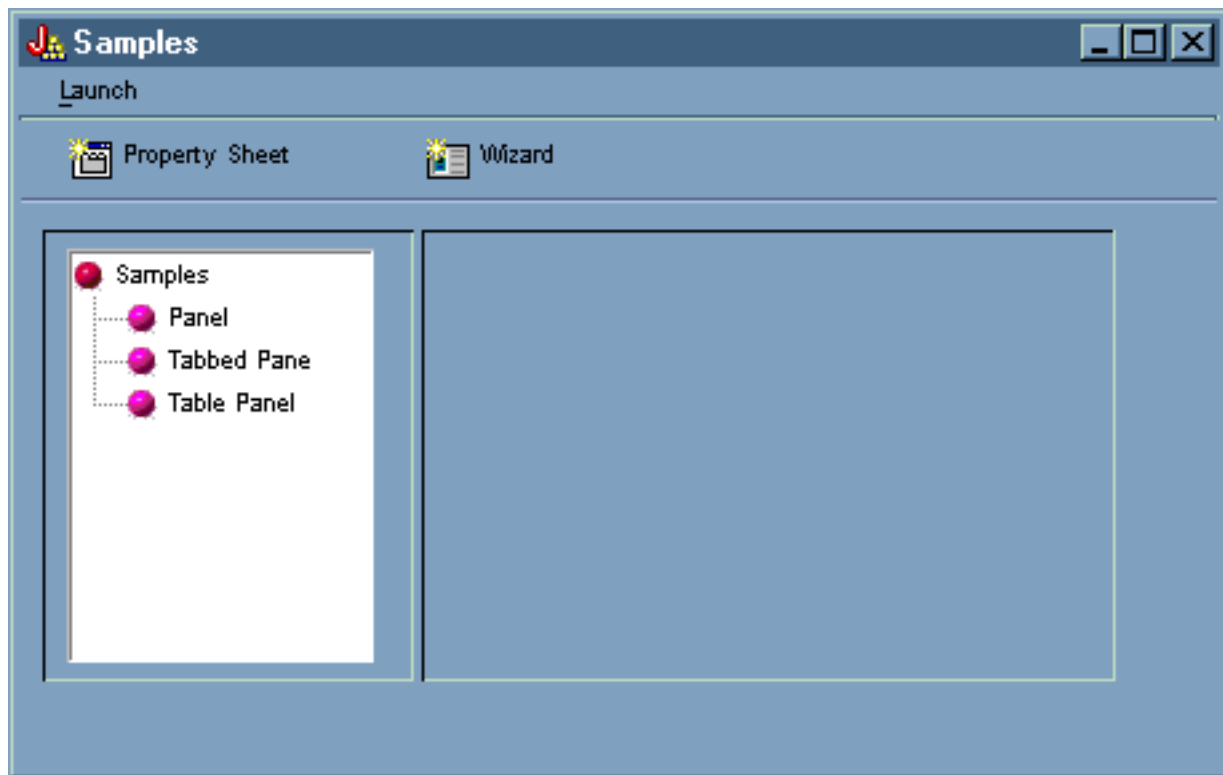 Samples
Launch
Property Sheet
Wizard
Samples
Panel
Tabbed Pane
Table Panel